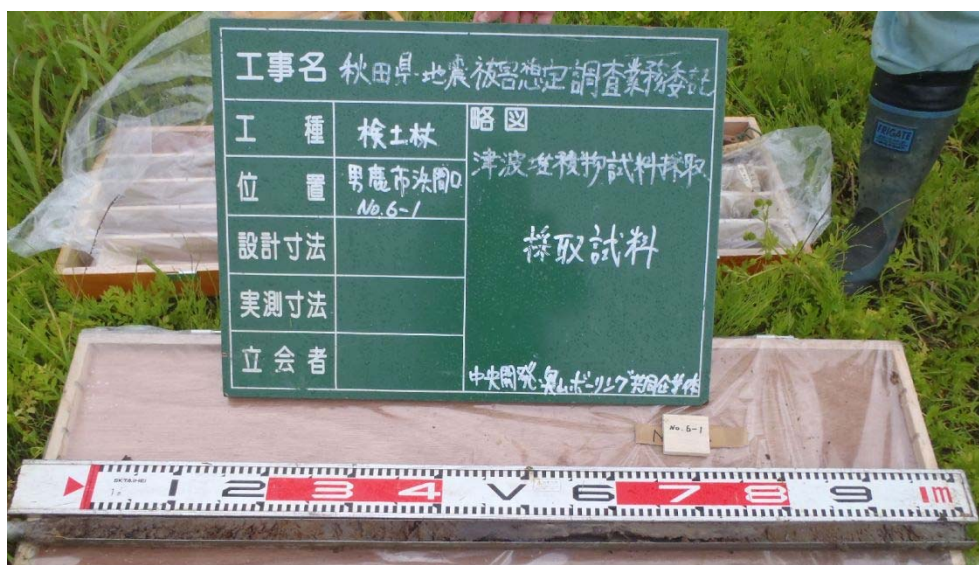 工事名 秋田県地震被害想定調査業務委託
工種 検土杖
略図
位置 男鹿市浜間口
No.6-1
津波堆積物試料採取
設計寸法
採取試料
実測寸法
立会者
中央開発・奥山ボーリング共同企業体
No.6-1
1 2 3 4 V 6 7 8 9 1m
FRIGATE